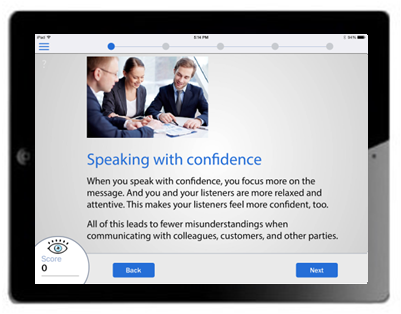 iPad
3:14 PM
84%
Speaking with confidence
When you speak with confidence, you focus more on the
message. And you and your listeners are more relaxed and
attentive. This makes your listeners feel more confident, too.
All of this leads to fewer misunderstandings when
communicating with colleagues, customers, and other parties.
Score
0
Back
Next